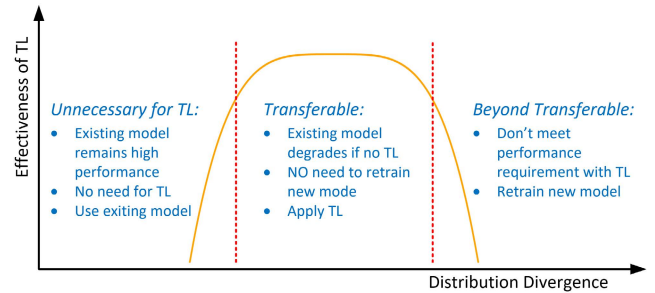 Effectiveness of TL
Unnecessary for TL:
• Existing model
remains high
performance
• No need for TL
• Use exiting model
Transferable:
• Existing model
degrades if no TL
• NO need to retrain
new mode
• Apply TL
Beyond Transferable:
• Don't meet
performance
requirement with TL
• Retrain new model
Distribution Divergence